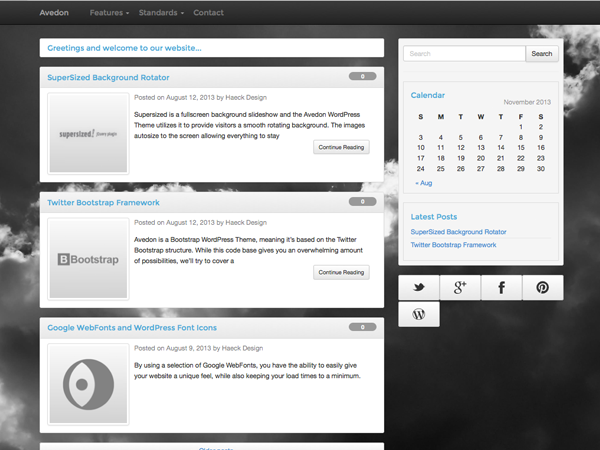 Avedon Features Standards Contact
Greetings and welcome to our website...
SuperSized Background Rotator 0
supersized! jQuery plugin
Posted on August 12, 2013 by Haeck Design
Supersized is a fullscreen background slideshow and the Avedon WordPress
Theme utilizes it to provide visitors a smooth rotating background. The images
autosize to the screen allowing everything to stay
Continue Reading
Twitter Bootstrap Framework 0
B Bootstrap
Posted on August 12, 2013 by Haeck Design
Avedon is a Bootstrap WordPress Theme, meaning it's based on the Twitter
Bootstrap structure. While this code base gives you an overwhelming amount
of possibilities, we'll try to cover a
Continue Reading
Google WebFonts and WordPress Font Icons 0
Posted on August 9, 2013 by Haeck Design
By using a selection of Google WebFonts, you have the ability to easily give
your website a unique feel, while also keeping your load times to a minimum.
Older posts
Search Search
Calendar
November 2013
S M T W T F S
1 2
3 4 5 6 7 8 9
10 11 12 13 14 15 16
17 18 19 20 21 22 23
24 25 26 27 28 29 30
« Aug
Latest Posts
SuperSized Background Rotator
Twitter Bootstrap Framework